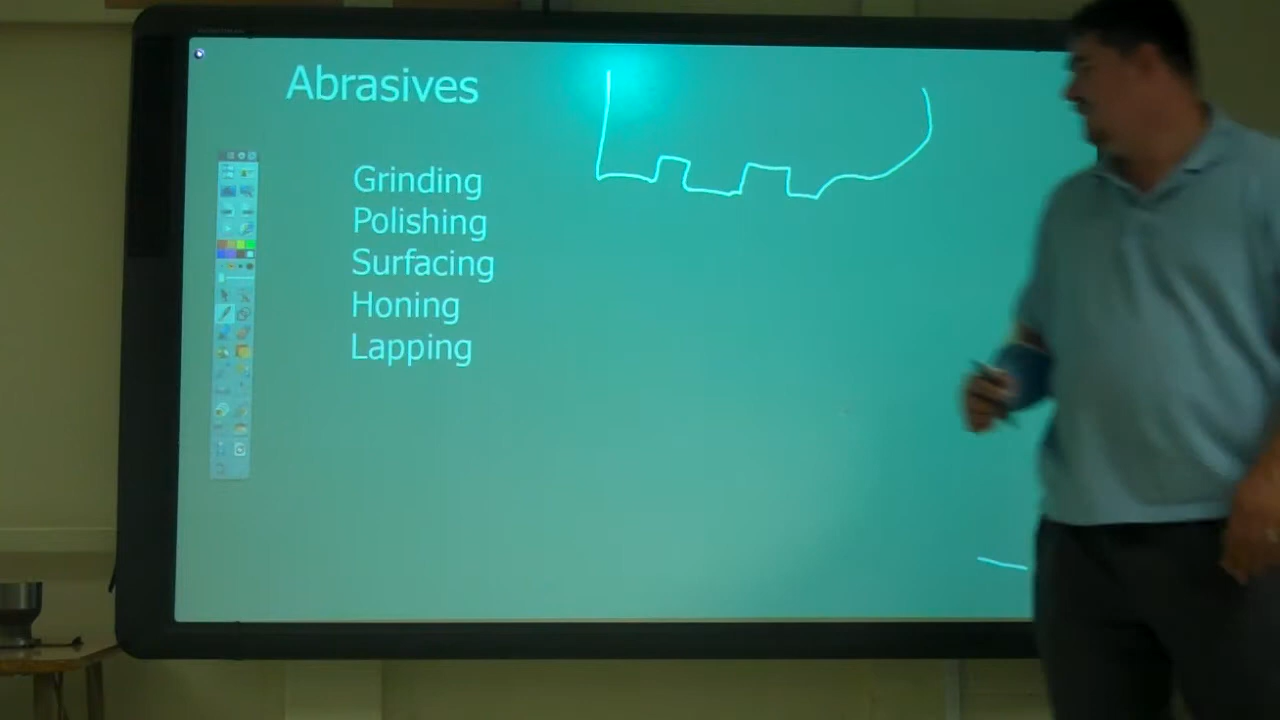 Abrasives
Grinding
Polishing
Surfacing
Honing
Lapping